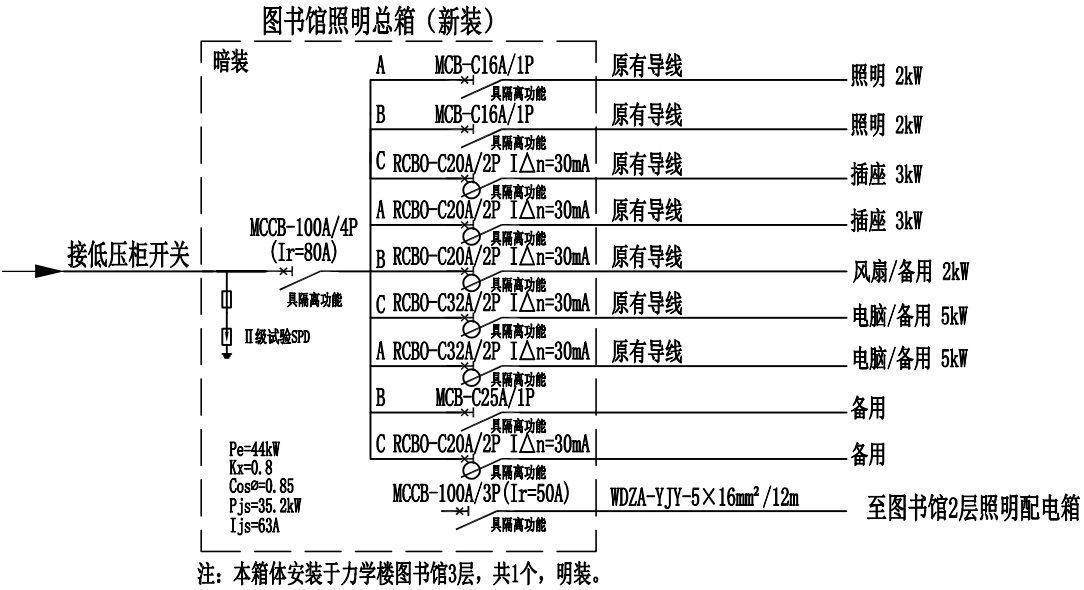 图书馆照明总箱（新装）
暗装
A MCB-C16A/1P 原有导线 照明 2kW
具隔离功能
B MCB-C16A/1P 原有导线 照明 2kW
具隔离功能
C RCBO-C20A/2P I△n=30mA 原有导线 插座 3kW
具隔离功能
A RCBO-C20A/2P I△n=30mA 原有导线 插座 3kW
具隔离功能
MCCB-100A/4P
(Ir=80A)
接低压柜开关
具隔离功能
B RCBO-C20A/2P I△n=30mA 原有导线 风扇/备用 2kW
具隔离功能
C RCBO-C32A/2P I△n=30mA 原有导线 电脑/备用 5kW
具隔离功能
Ⅱ级试验SPD
A RCBO-C32A/2P I△n=30mA 原有导线 电脑/备用 5kW
具隔离功能
B MCB-C25A/1P 备用
具隔离功能
C RCBO-C20A/2P I△n=30mA 备用
具隔离功能
MCCB-100A/3P(Ir=50A) WDZA-YJY-5×16mm²/12m 至图书馆2层照明配电箱
具隔离功能
Pe=44kW
Kx=0.8
Cosø=0.85
Pjs=35.2kW
Ijs=63A
注：本箱体安装于力学楼图书馆3层，共1个，明装。